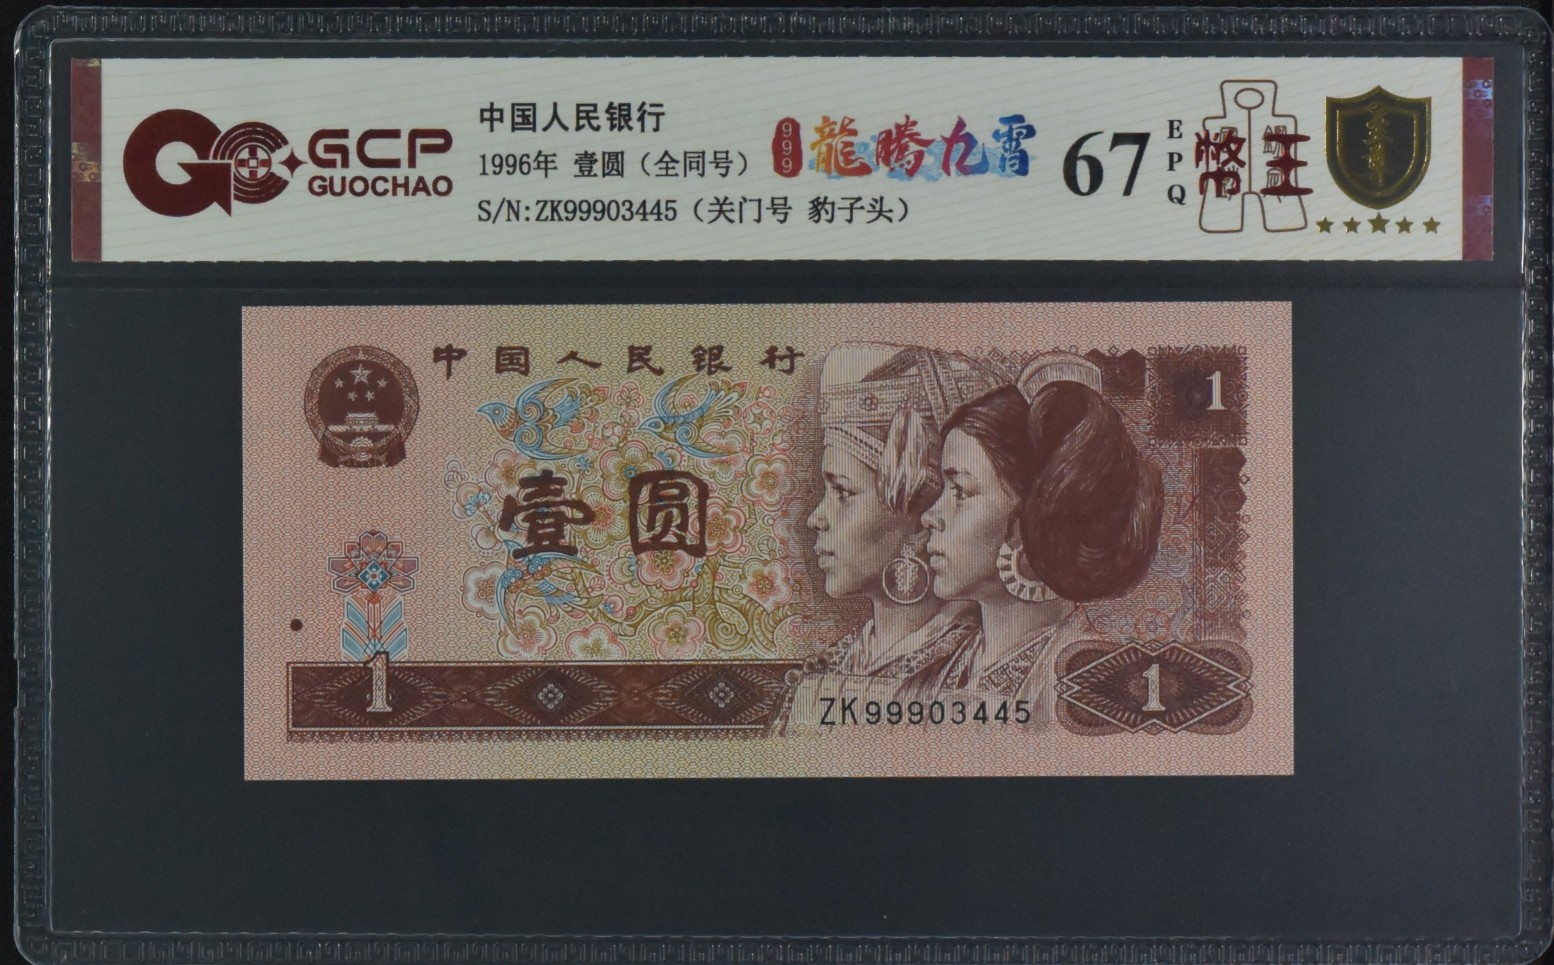 GCP
GUOCHAO
中国人民银行
1996年 壹圆（全同号）
S/N:ZK99903445（关门号 豹子头）
999
龍腾九霄
67
EPQ
中国人民银行
壹圆
1
1
1
ZK99903445